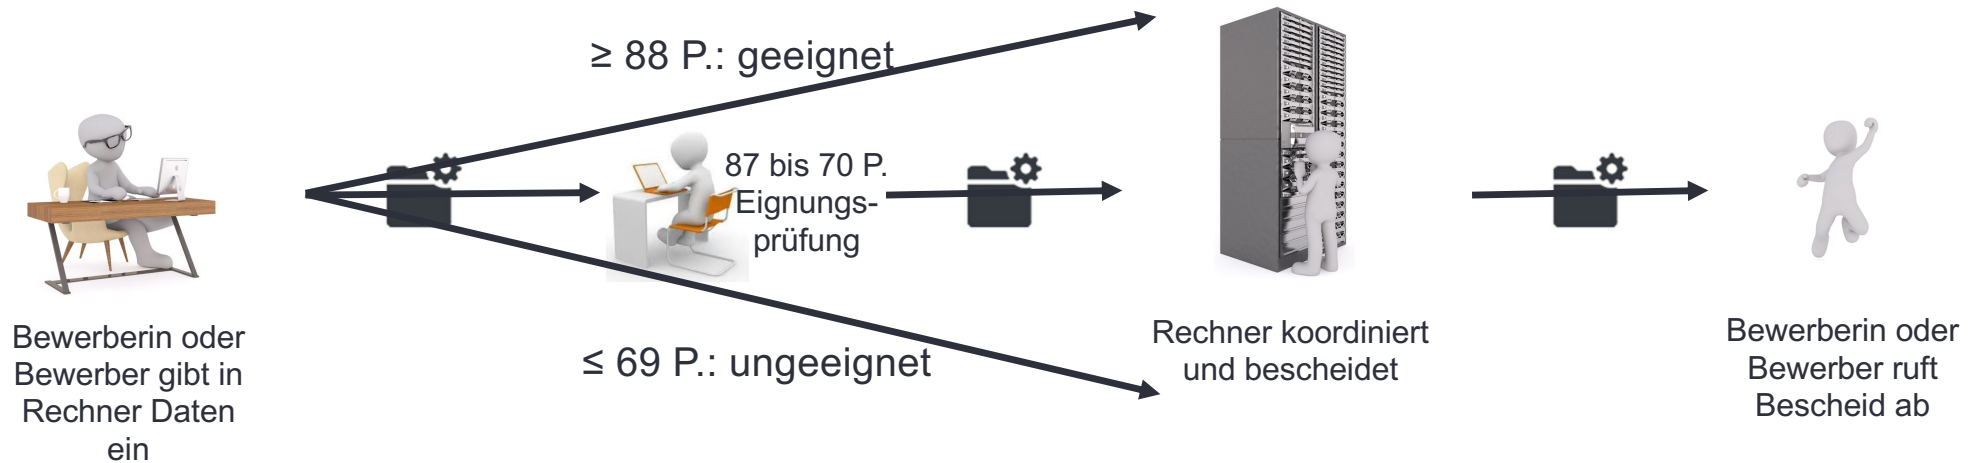 ≥ 88 P.: geeignet
87 bis 70 P.
Eignungs-
prüfung
≤ 69 P.: ungeeignet
Bewerberin oder
Bewerber gibt in
Rechner Daten
ein
Rechner koordiniert
und bescheidet
Bewerberin oder
Bewerber ruft
Bescheid ab